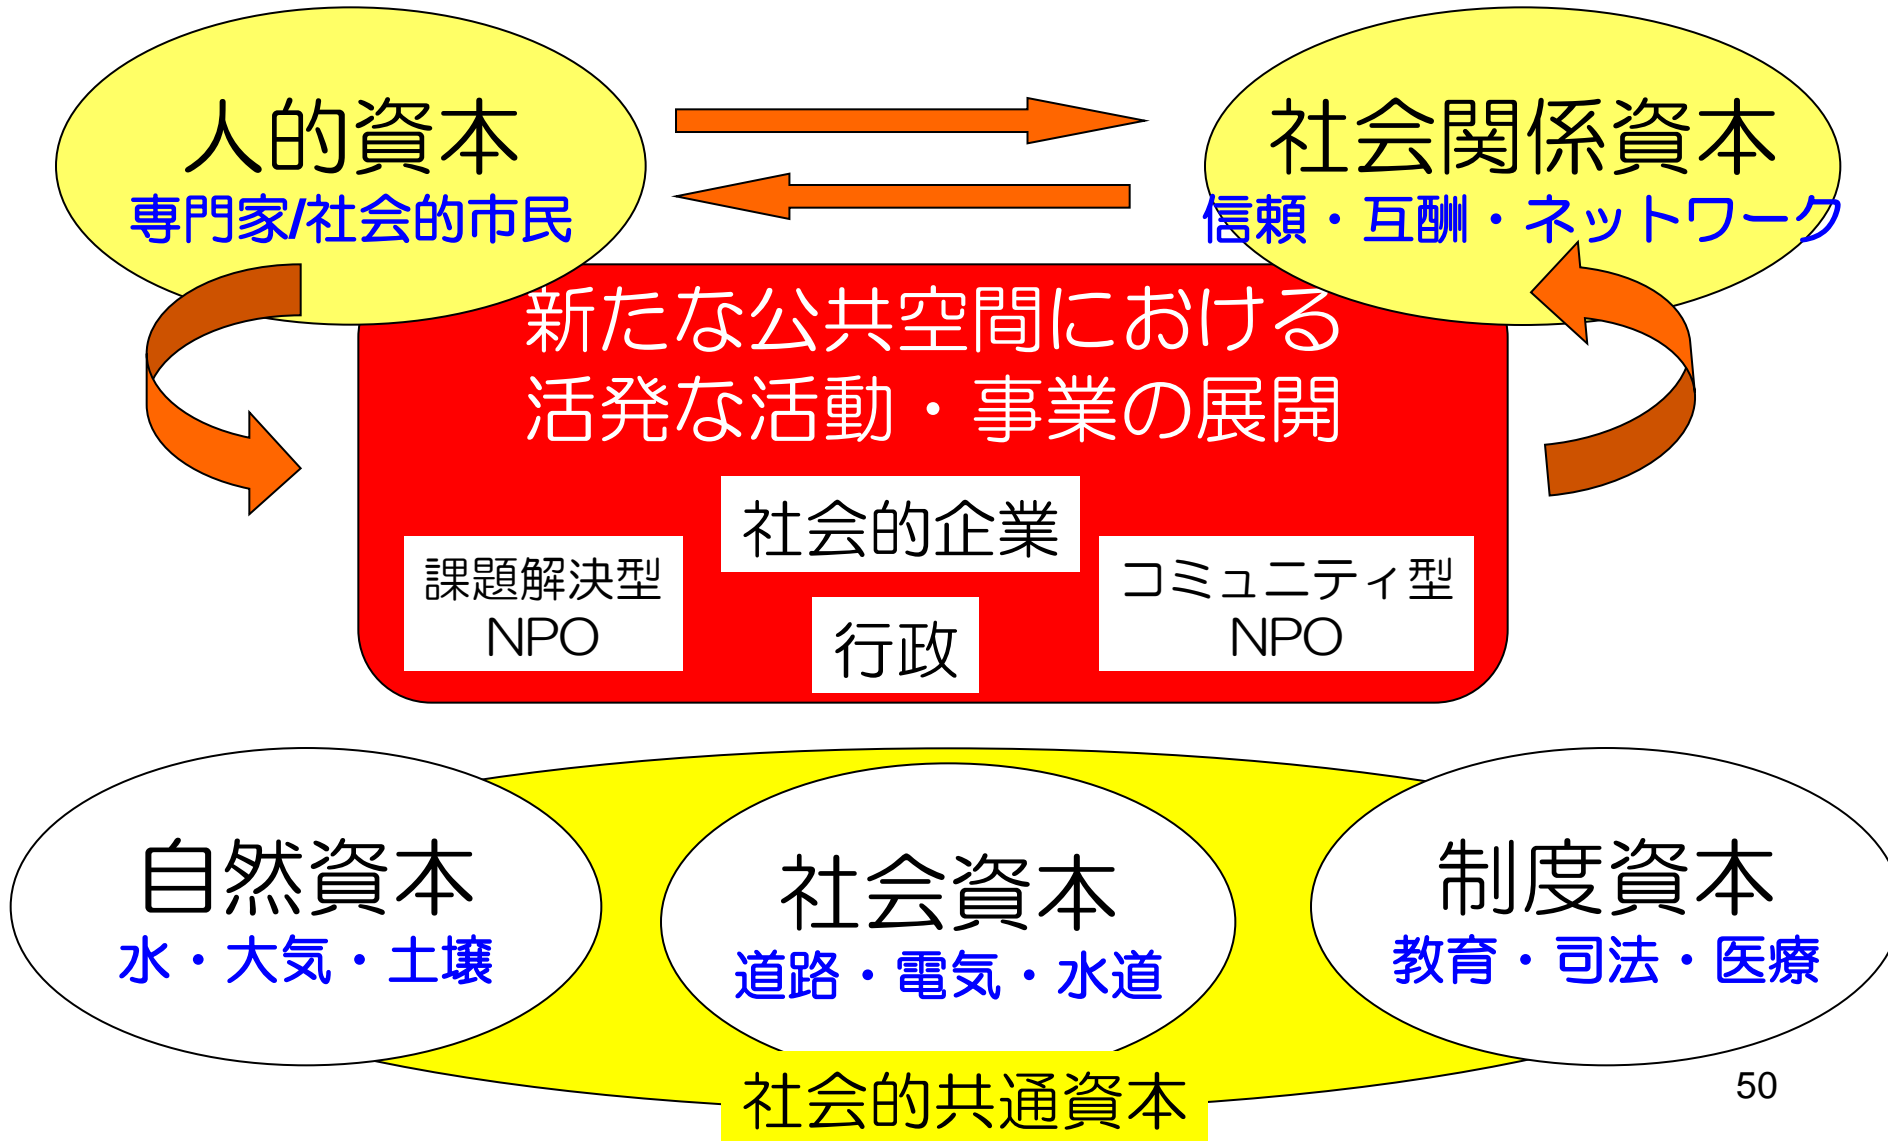 人的資本
専門家/社会的市民
社会関係資本
信頼・互酬・ネットワーク
新たな公共空間における
活発な活動・事業の展開
社会的企業
課題解決型
NPO
行政
コミュニティ型
NPO
自然資本
水・大気・土壌
社会資本
道路・電気・水道
制度資本
教育・司法・医療
社会的共通資本
50